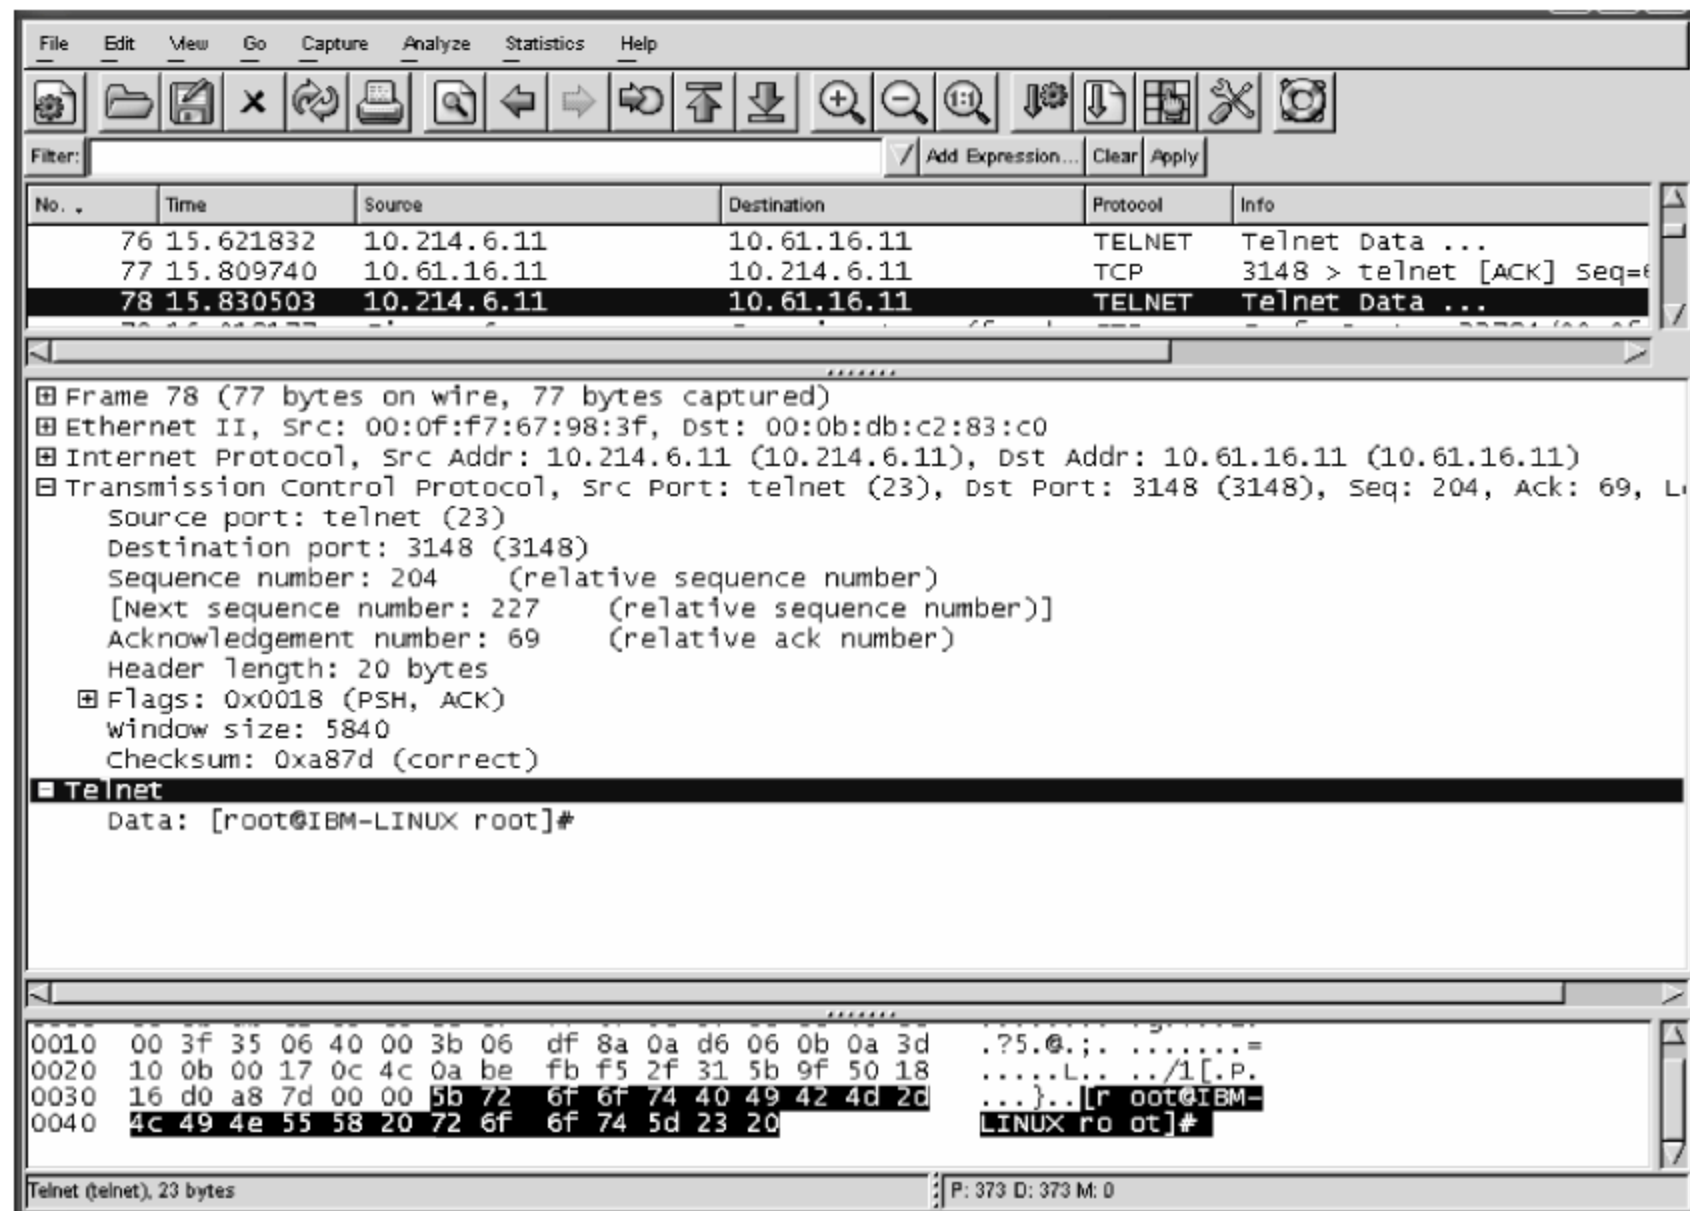 File Edit View Go Capture Analyze Statistics Help
Filter: Add Expression... Clear Apply
No. . Time Source Destination Protocol Info
76 15.621832 10.214.6.11 10.61.16.11 TELNET Telnet Data ...
77 15.809740 10.61.16.11 10.214.6.11 TCP 3148 > telnet [ACK] Seq=6
78 15.830503 10.214.6.11 10.61.16.11 TELNET Telnet Data ...
Frame 78 (77 bytes on wire, 77 bytes captured)
Ethernet II, Src: 00:0f:f7:67:98:3f, Dst: 00:0b:db:c2:83:c0
Internet Protocol, Src Addr: 10.214.6.11 (10.214.6.11), Dst Addr: 10.61.16.11 (10.61.16.11)
Transmission Control Protocol, Src Port: telnet (23), Dst Port: 3148 (3148), Seq: 204, Ack: 69,
Source port: telnet (23)
Destination port: 3148 (3148)
Sequence number: 204 (relative sequence number)
[Next sequence number: 227 (relative sequence number)]
Acknowledgement number: 69 (relative ack number)
Header length: 20 bytes
Flags: 0x0018 (PSH, ACK)
Window size: 5840
Checksum: 0xa87d (correct)
Telnet
Data: [root@IBM-LINUX root]#
0010 00 3f 35 06 40 00 3b 06 df 8a 0a d6 06 0b 0a 3d .?5.@.;. .......=
0020 10 0b 00 17 0c 4c 0a be fb f5 2f 31 5b 9f 50 18 .....L.. ../1[.P.
0030 16 d0 a8 7d 00 00 5b 72 6f 6f 74 40 49 42 4d 2d ...}..[r oot@IBM-
0040 4c 49 4e 55 58 20 72 6f 6f 74 5d 23 20 LINUX ro ot]#
Telnet (telnet), 23 bytes P: 373 D: 373 M: 0